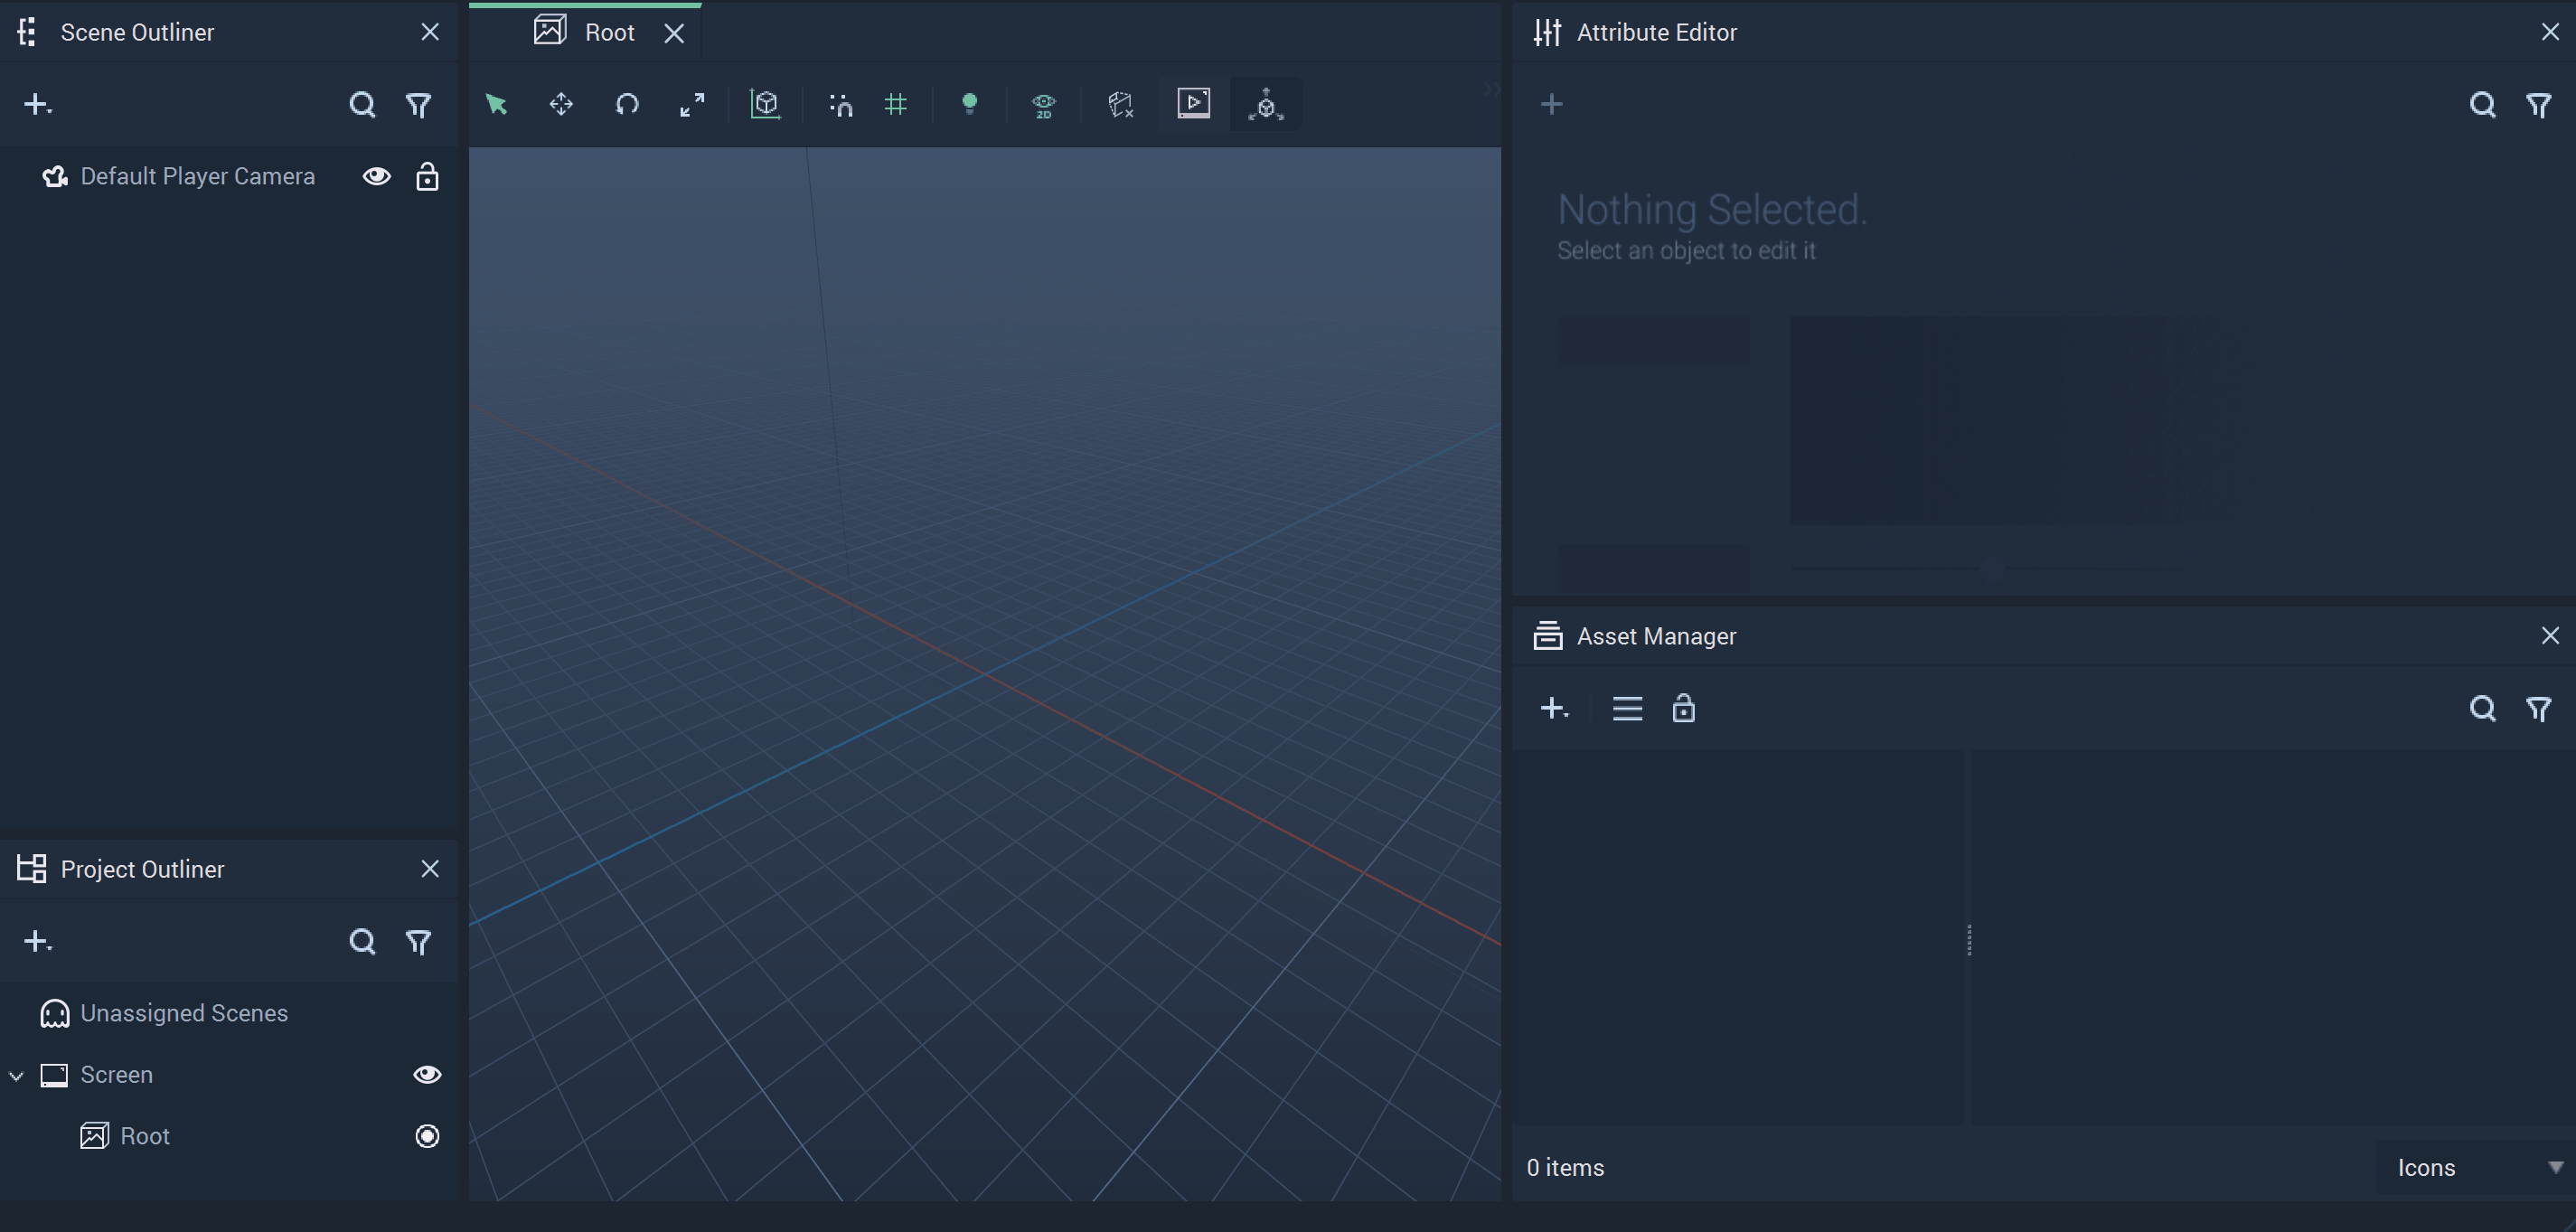 Scene Outliner
Default Player Camera
Project Outliner
Unassigned Scenes
Screen
Root
Root
2D
Attribute Editor
Nothing Selected.
Select an object to edit it
Asset Manager
0 items
Icons